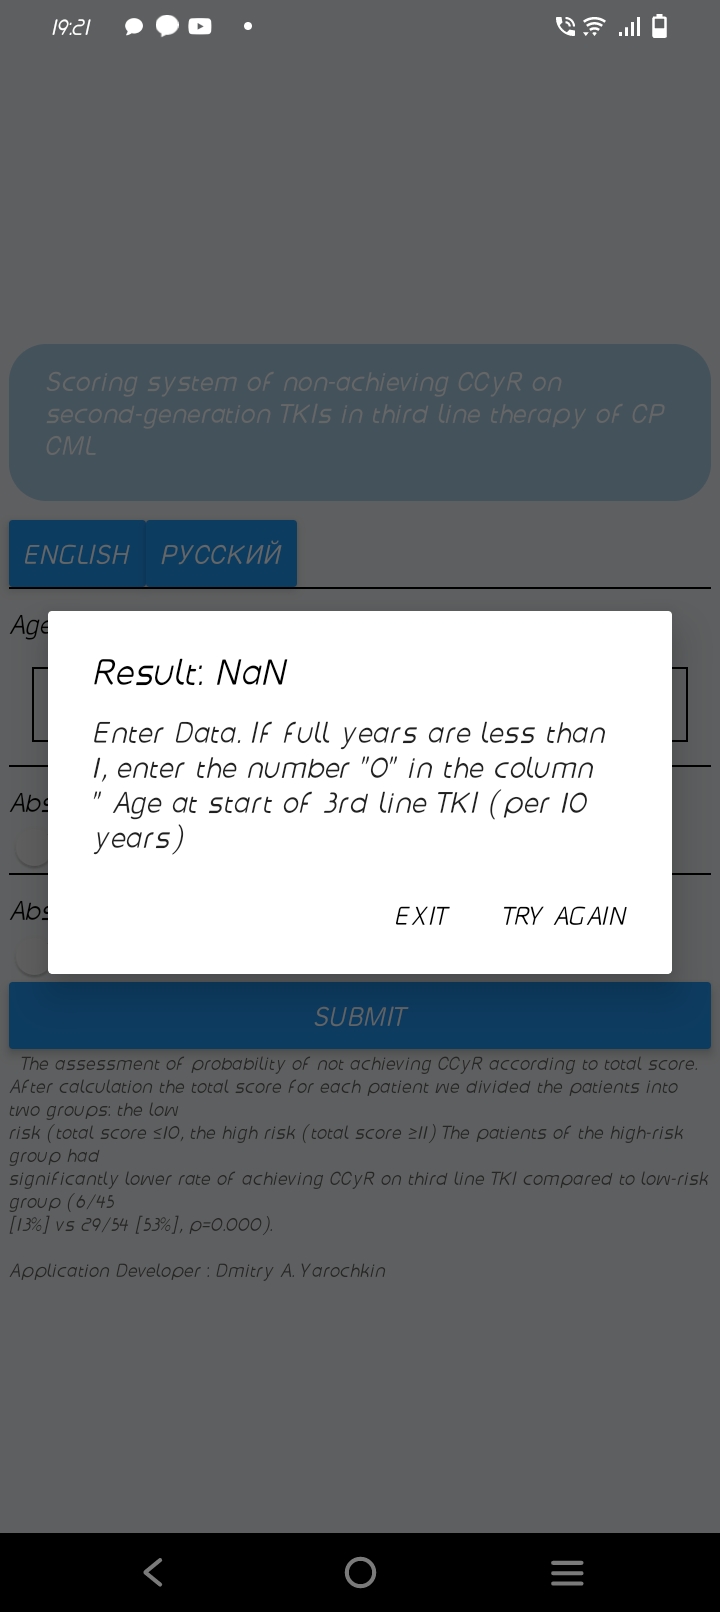 19:21
Scoring system of non-achieving CCyR on
second-generation TKIs in third line therapy of CP
CML
ENGLISH РУССКИЙ
Age
Result: NaN
Enter Data. If full years are less than
1, enter the number "0" in the column
" Age at start of 3rd line TKI (per 10
years)
Abs
Abs
EXIT TRY AGAIN
SUBMIT
The assessment of probability of not achieving CCyR according to total score.
After calculation the total score for each patient we divided the patients into
two groups: the low
risk (total score ≤10, the high risk (total score ≥11) The patients of the high-risk
group had
significantly lower rate of achieving CCyR on third line TKI compared to low-risk
group (6/45
[13%] vs 29/54 [53%], p=0.000).
Application Developer : Dmitry A. Yarochkin